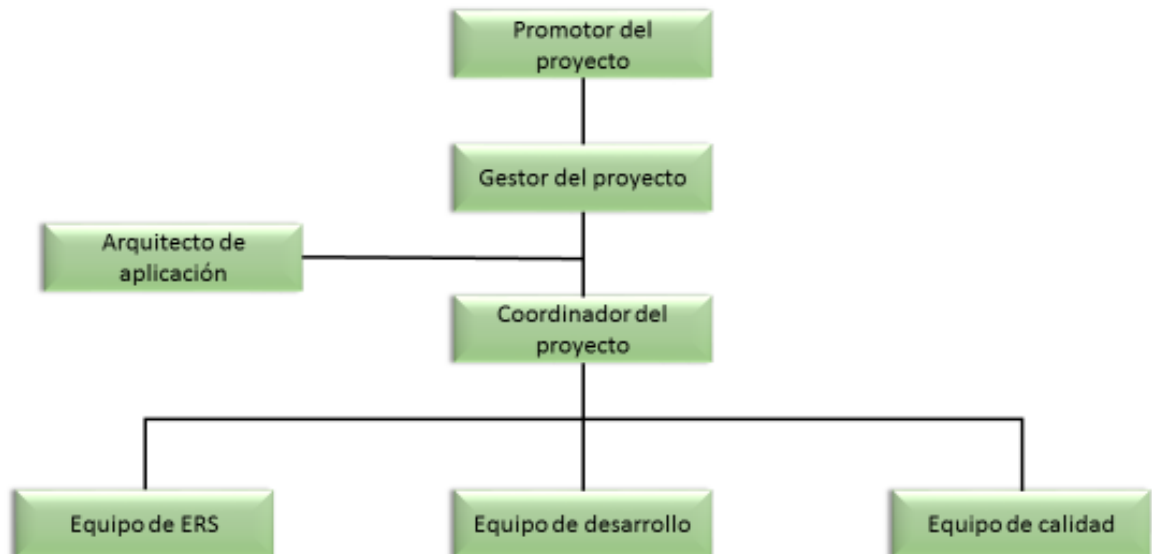 Promotor del
proyecto
Gestor del proyecto
Arquitecto de
aplicación
Coordinador del
proyecto
Equipo de ERS
Equipo de desarrollo
Equipo de calidad